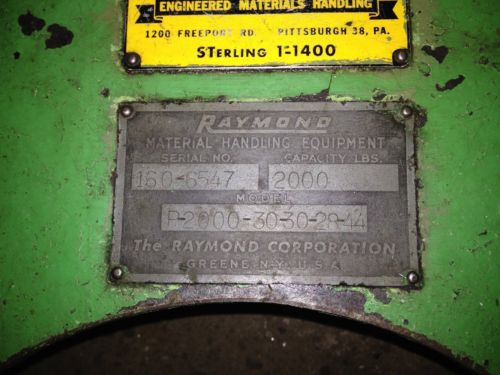 ENGINEERED MATERIALS HANDLING
1200 FREEPORT RD. PITTSBURGH 38, PA.
STerling 1-1400
RAYMOND
MATERIAL HANDLING EQUIPMENT
SERIAL NO. CAPACITY LBS.
160-6547 2000
MODEL
P-2000-30-30-28-44
The RAYMOND CORPORATION
GREENE N.Y. U.S.A.